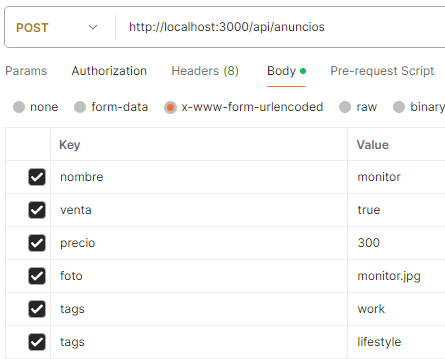 POST http://localhost:3000/api/anuncios
Params Authorization Headers (8) Body Pre-request Script
none form-data x-www-form-urlencoded raw binary
Key Value
nombre monitor
venta true
precio 300
foto monitor.jpg
tags work
tags lifestyle